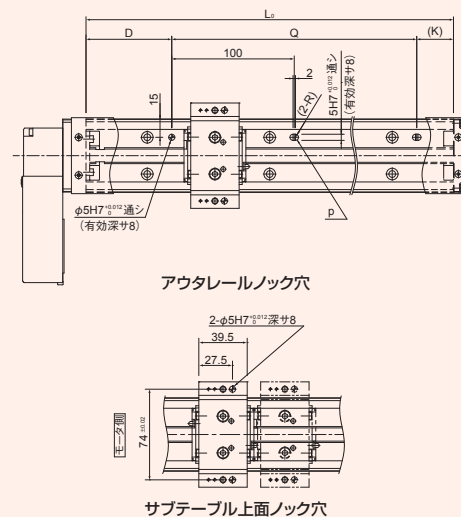 L₀
D
Q
(K)
100
2
15
(2-R)
5H7 +0.012 0 通シ
(有効深サ8)
φ5H7 +0.012 0 通シ
(有効深サ8)
p
アウタレールノック穴
2-φ5H7 +0.012 0 深サ8
39.5
27.5
モータ側
74 ±0.02
サブテーブル上面ノック穴